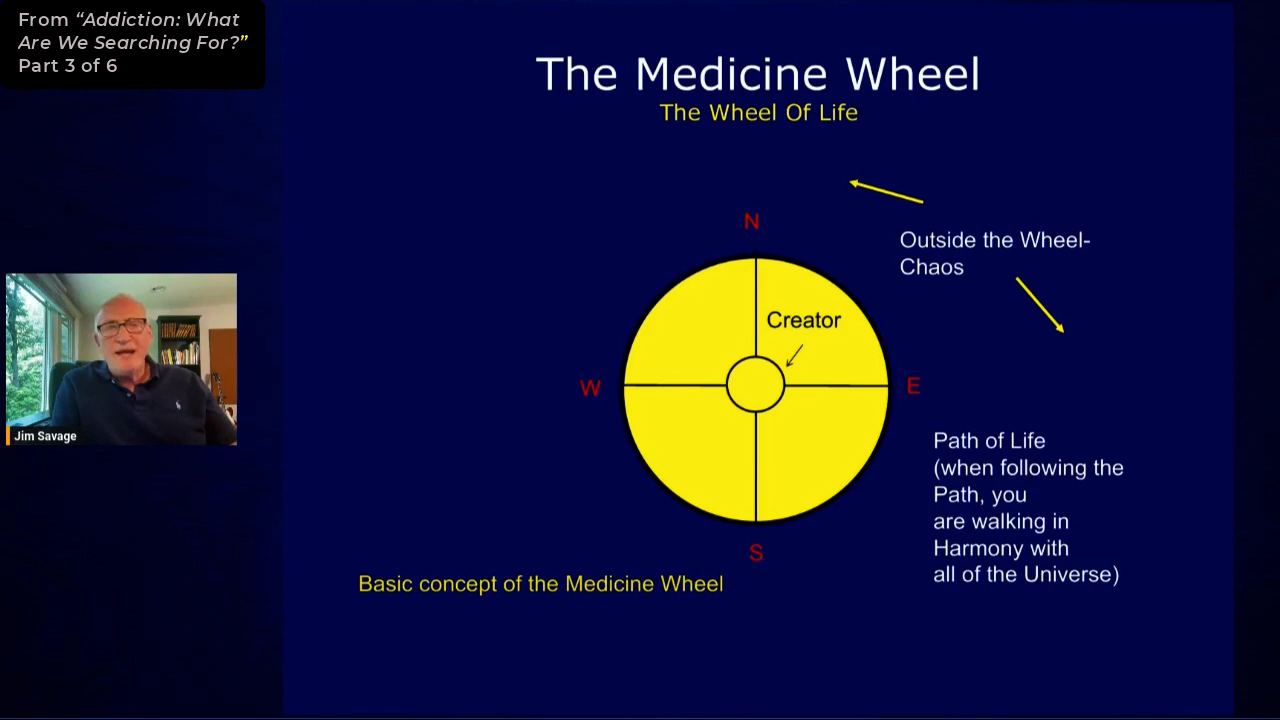 From “Addiction: What
Are We Searching For?”
Part 3 of 6
The Medicine Wheel
The Wheel Of Life
N
Outside the Wheel-
Chaos
Creator
W
E
Jim Savage
Path of Life
(when following the
Path, you
are walking in
Harmony with
all of the Universe)
S
Basic concept of the Medicine Wheel